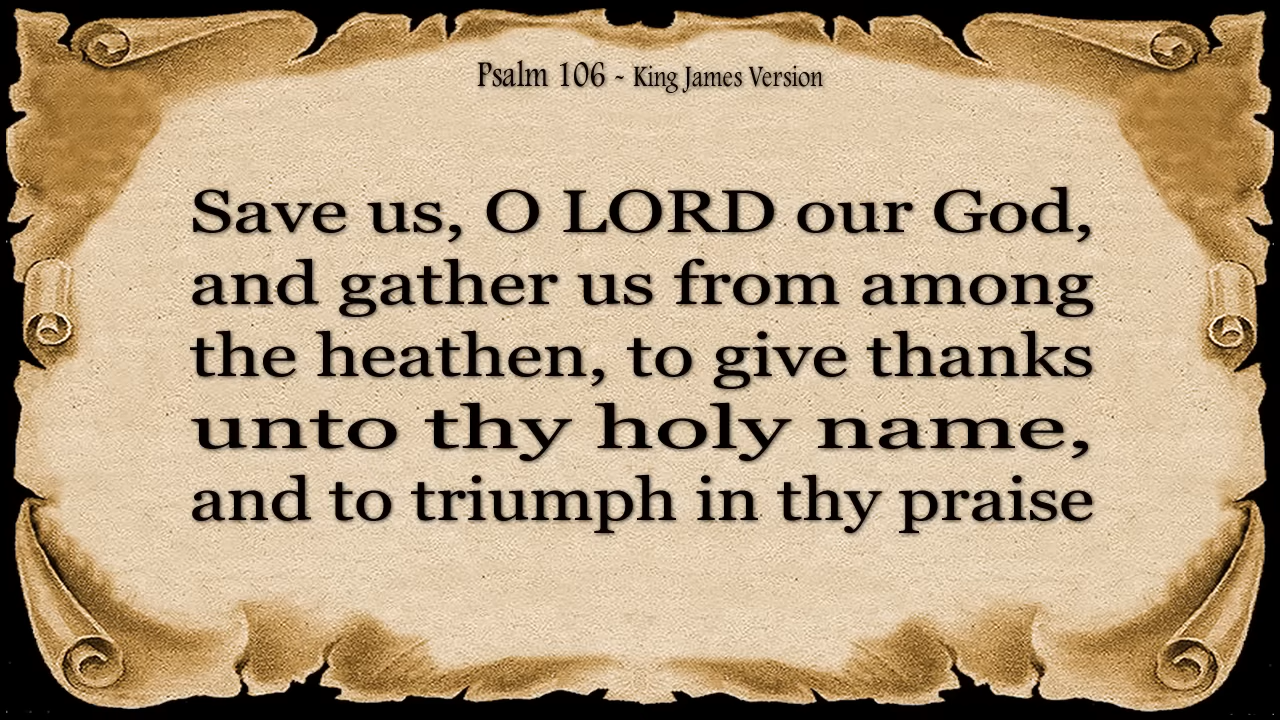 Psalm 106 - King James Version
Save us, O LORD our God,
and gather us from among
the heathen, to give thanks
unto thy holy name,
and to triumph in thy praise